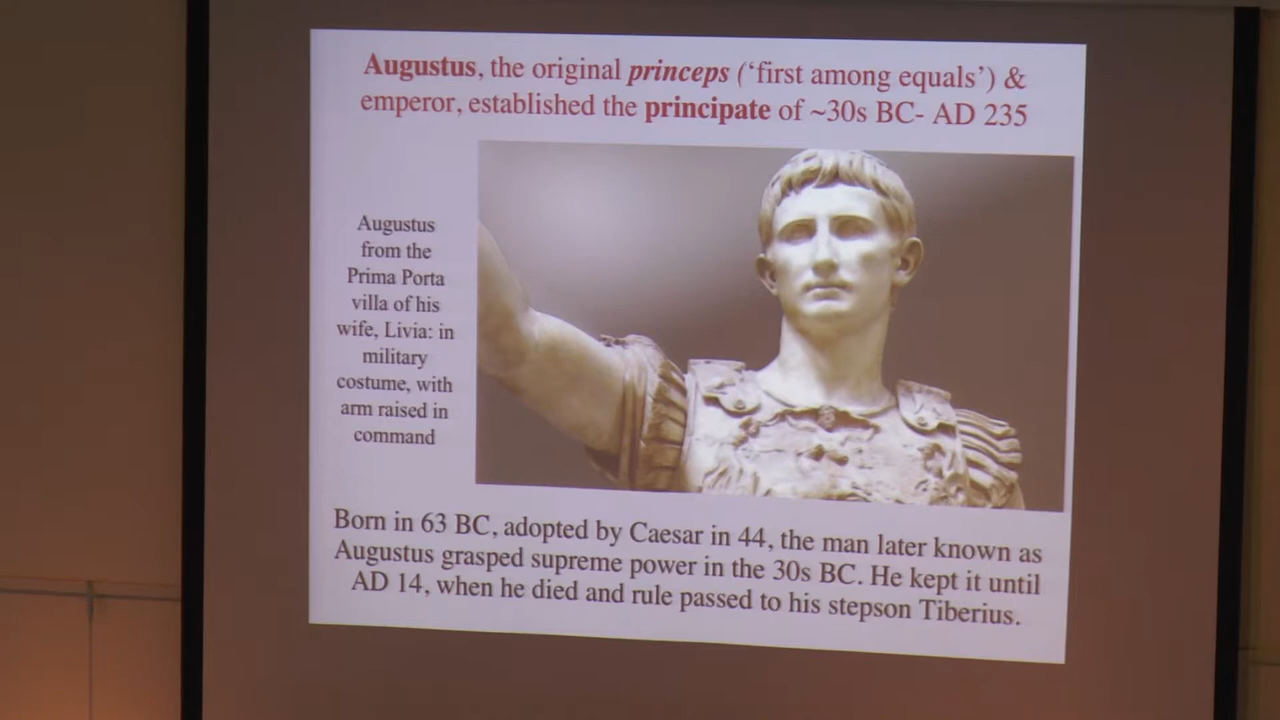 Augustus, the original princeps (‘first among equals’) &
emperor, established the principate of ~30s BC- AD 235
Augustus
from the
Prima Porta
villa of his
wife, Livia: in
military
costume, with
arm raised in
command
Born in 63 BC, adopted by Caesar in 44, the man later known as
Augustus grasped supreme power in the 30s BC. He kept it until
AD 14, when he died and rule passed to his stepson Tiberius.